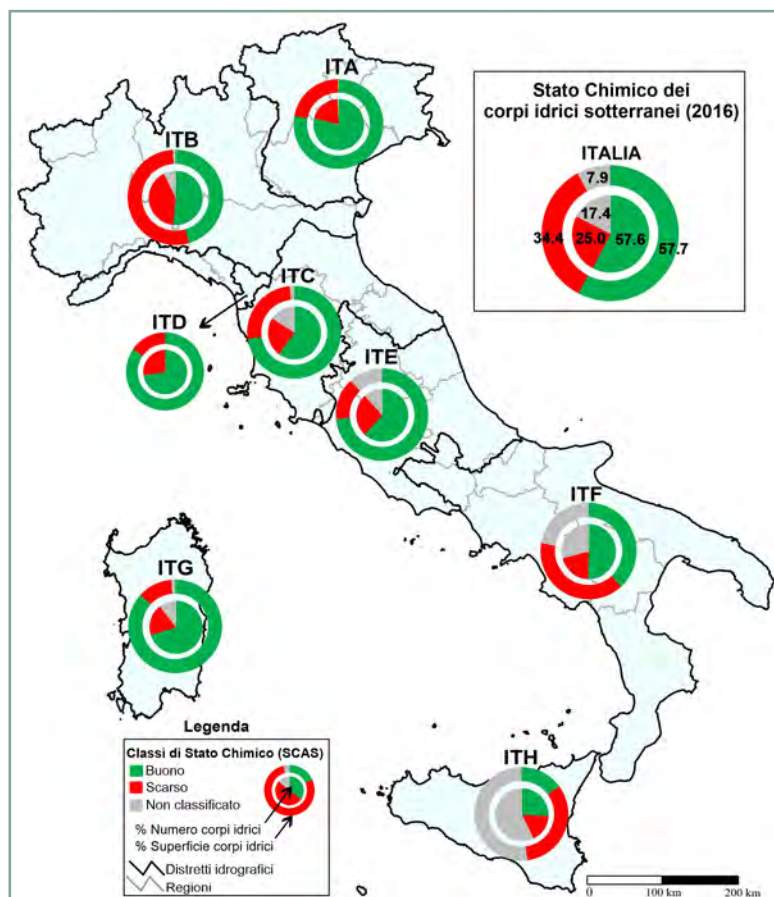 ITA
Stato Chimico dei
corpi idrici sotterranei (2016)
ITB
ITALIA
7.9
17.4
34.4 25.0 57.6 57.7
ITC
ITD
ITE
ITF
ITG
Legenda
Classi di Stato Chimico (SCAS)
Buono
Scarso
Non classificato
% Numero corpi idrici
% Superficie corpi idrici
Distretti idrografici
Regioni
ITH
0 100 km 200 km